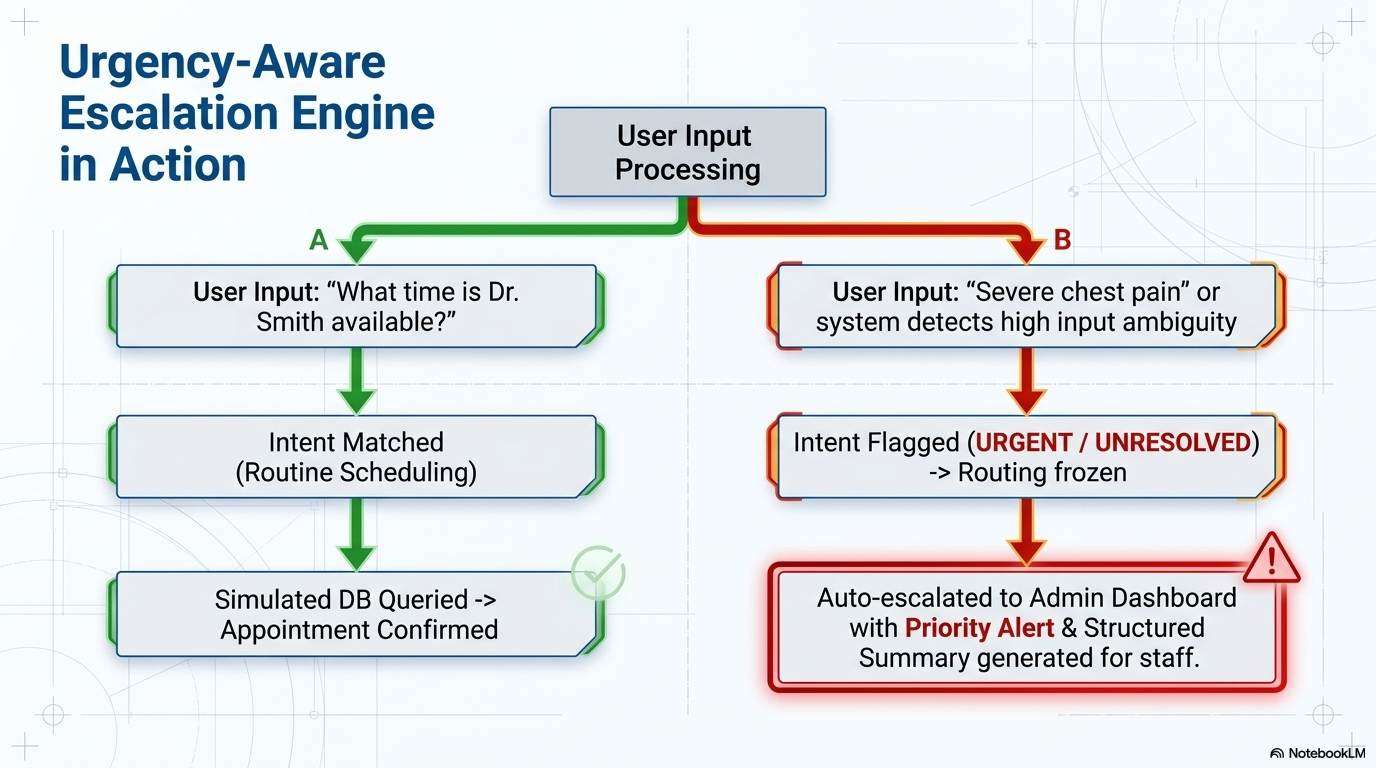 Urgency-Aware
Escalation Engine
in Action
User Input
Processing
A
B
User Input: “What time is Dr.
Smith available?”
User Input: “Severe chest pain” or
system detects high input ambiguity
Intent Matched
(Routine Scheduling)
Intent Flagged (URGENT / UNRESOLVED)
-> Routing frozen
Simulated DB Queried ->
Appointment Confirmed
!
Auto-escalated to Admin Dashboard
with Priority Alert & Structured
Summary generated for staff.
NotebookLM